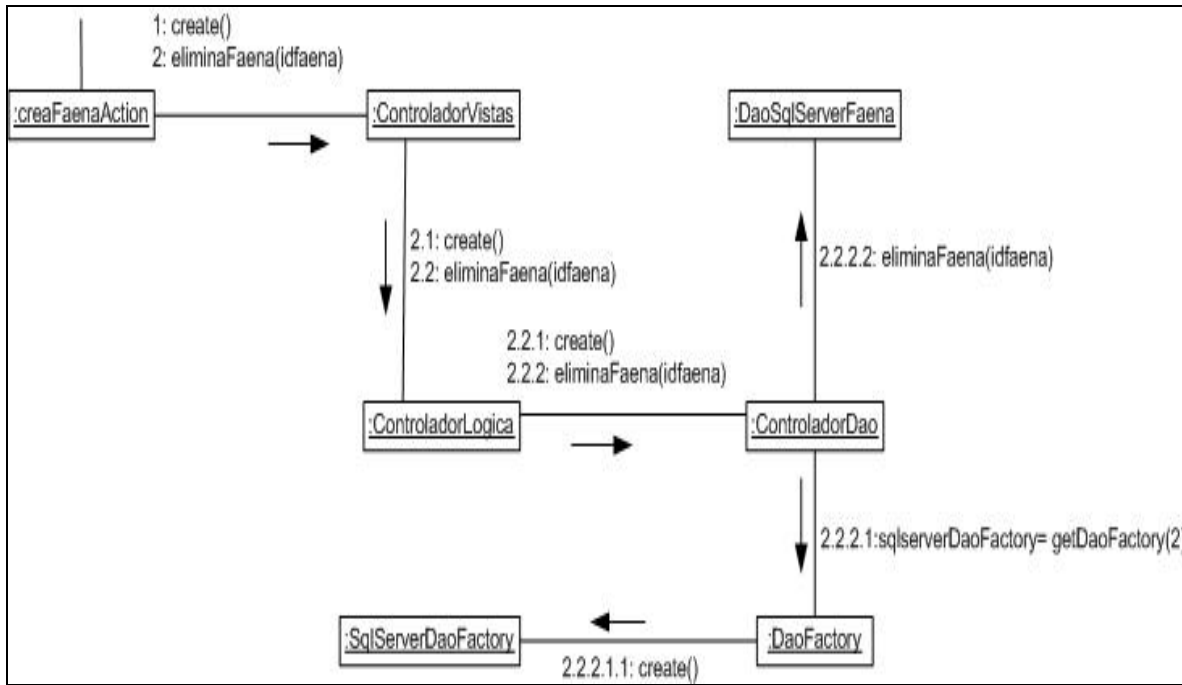 1: create()
2: eliminaFaena(idfaena)
:creaFaenaAction
:ControladorVistas
:DaoSqlServerFaena
2.1: create()
2.2: eliminaFaena(idfaena)
2.2.2.2: eliminaFaena(idfaena)
2.2.1: create()
2.2.2: eliminaFaena(idfaena)
:ControladorLogica
:ControladorDao
2.2.2.1:sqlserverDaoFactory= getDaoFactory(2)
:SqlServerDaoFactory
:DaoFactory
2.2.2.1.1: create()